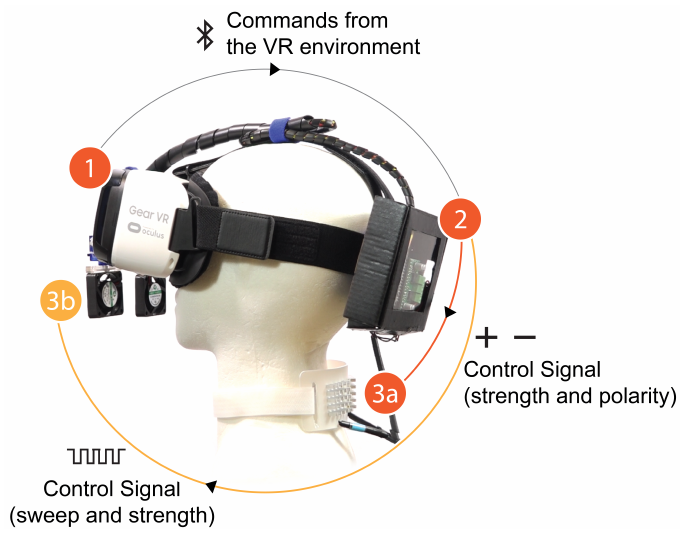 Commands from
the VR environment
1
Gear VR
oculus
2
3b
+ −
Control Signal
(strength and polarity)
3a
Control Signal
(sweep and strength)